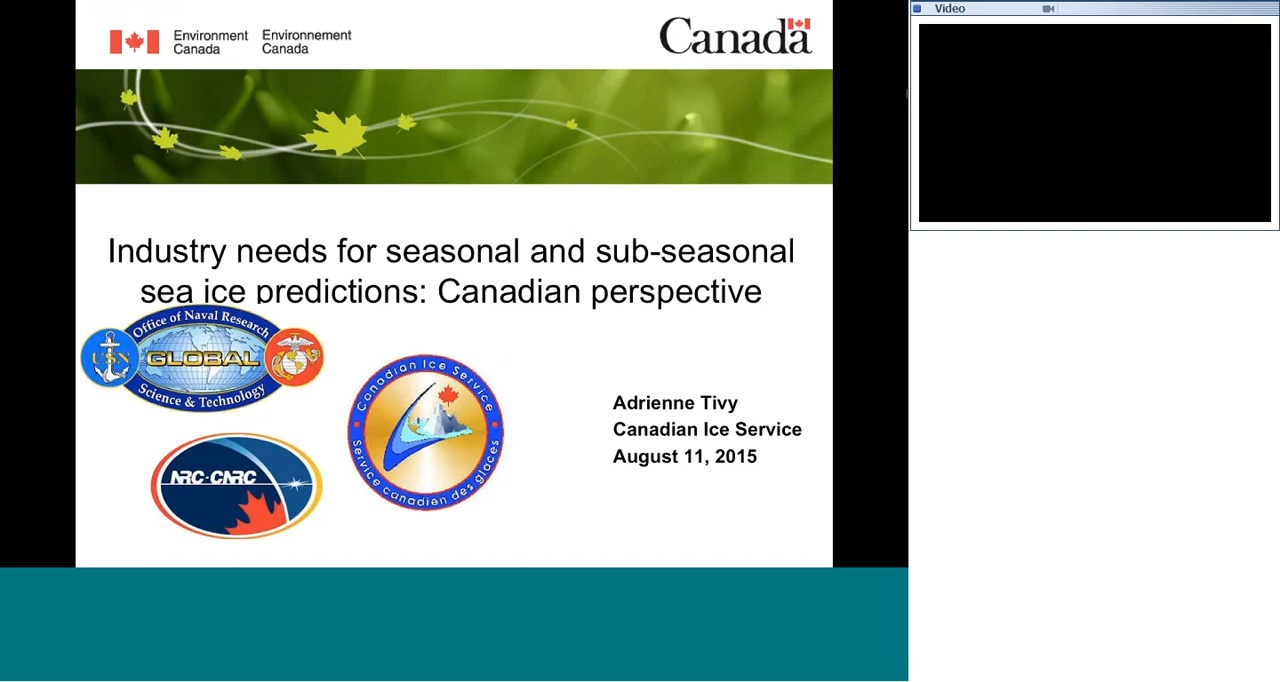 Environment
Canada
Environnement
Canada
Canada
Video
Industry needs for seasonal and sub-seasonal
sea ice predictions: Canadian perspective
Office of Naval Research
USN
GLOBAL
Science & Technology
Canadian Ice Service
Service canadien des glaces
NRC·CNRC
Adrienne Tivy
Canadian Ice Service
August 11, 2015